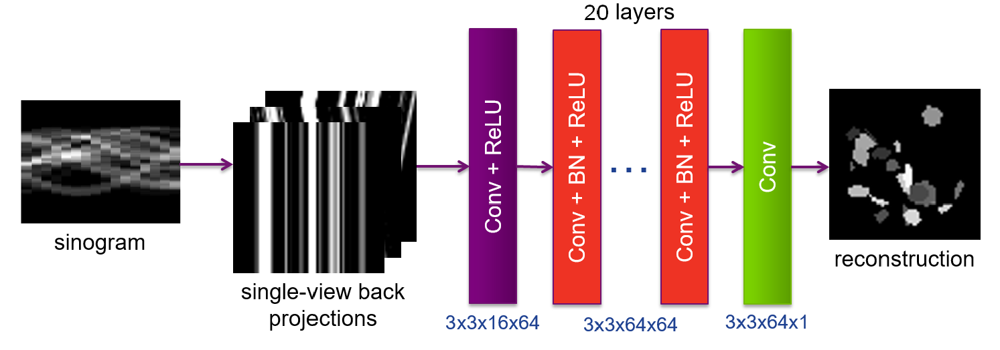 20 layers
sinogram
single-view back
projections
Conv + ReLU
Conv + BN + ReLU
. . .
Conv + BN + ReLU
Conv
reconstruction
3x3x16x64
3x3x64x64
3x3x64x1